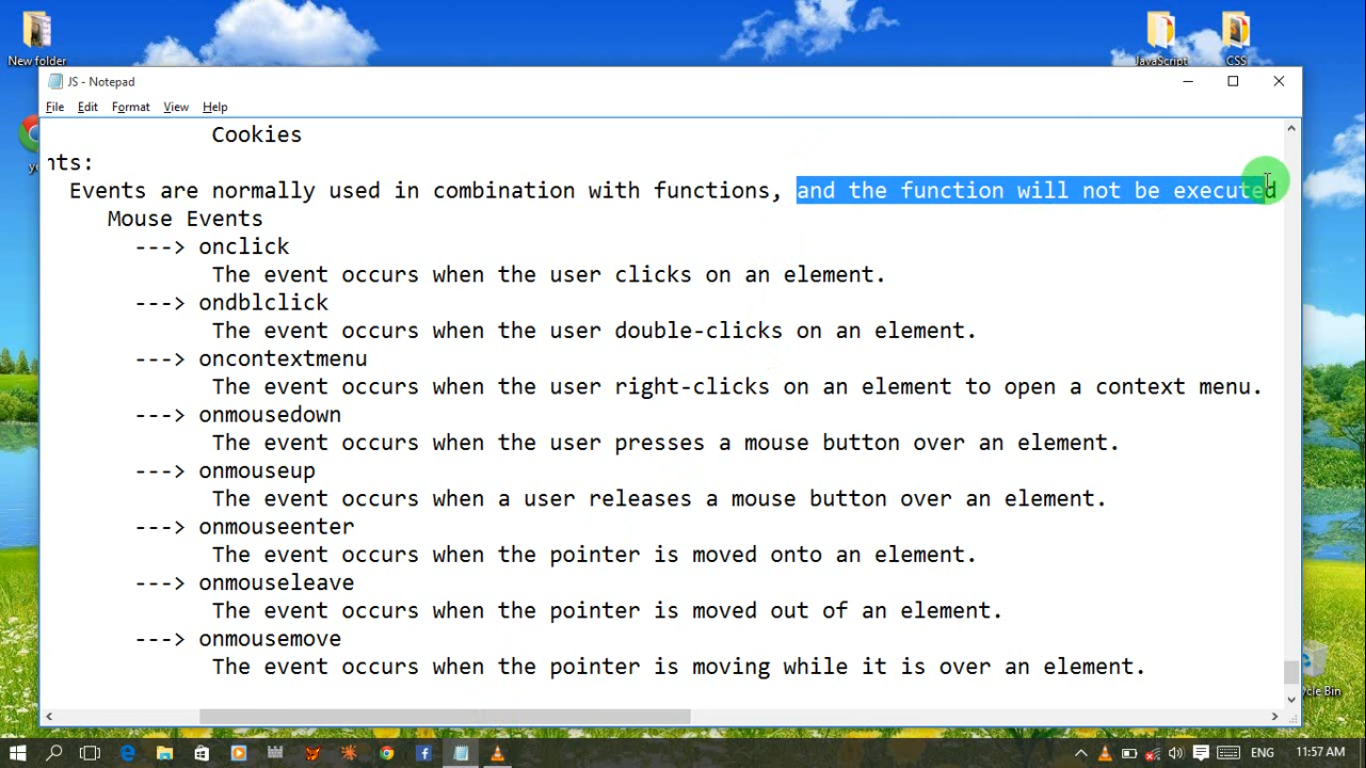 New folder
JavaScript
CSS
JS - Notepad
File Edit Format View Help
Cookies
nts:
Events are normally used in combination with functions, and the function will not be executed
Mouse Events
---> onclick
The event occurs when the user clicks on an element.
---> ondblclick
The event occurs when the user double-clicks on an element.
---> oncontextmenu
The event occurs when the user right-clicks on an element to open a context menu.
---> onmousedown
The event occurs when the user presses a mouse button over an element.
---> onmouseup
The event occurs when a user releases a mouse button over an element.
---> onmouseenter
The event occurs when the pointer is moved onto an element.
---> onmouseleave
The event occurs when the pointer is moved out of an element.
---> onmousemove
The event occurs when the pointer is moving while it is over an element.
ycle Bin
ENG 11:57 AM